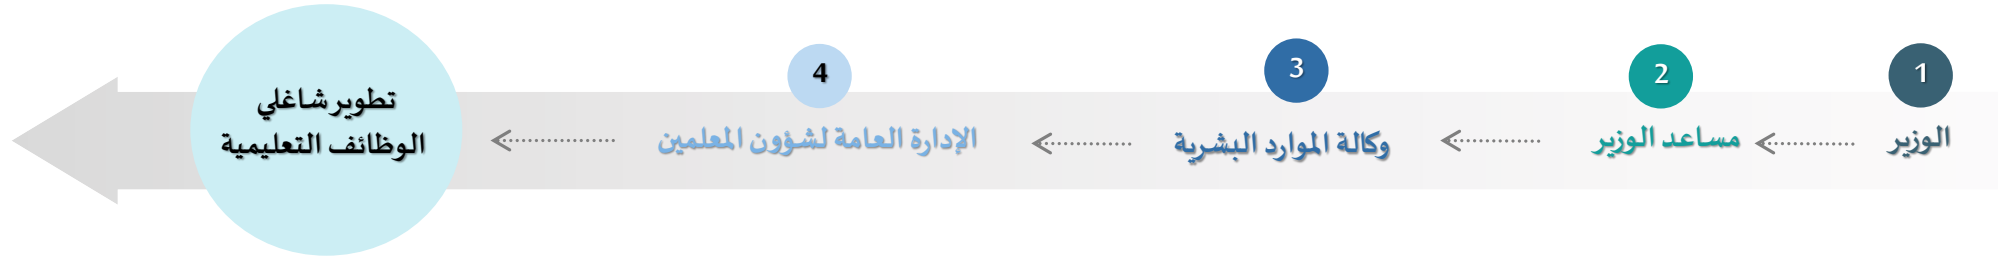 1
الوزير
2
مساعد الوزير
3
وكالة الموارد البشرية
4
الإدارة العامة لشؤون المعلمين
تطوير شاغلي
الوظائف التعليمية